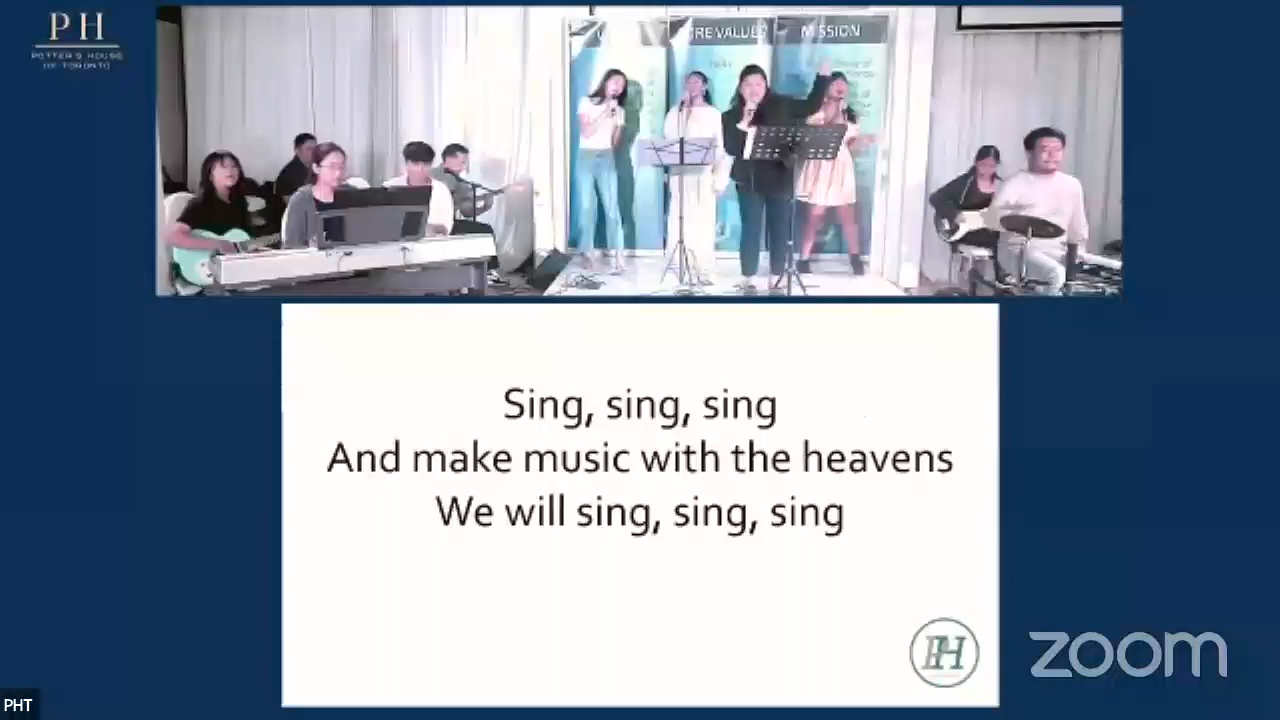 PH
POTTER'S HOUSE
OF TORONTO
CORE VALUES
MISSION
Sing, sing, sing
And make music with the heavens
We will sing, sing, sing
PH
zoom
PHT